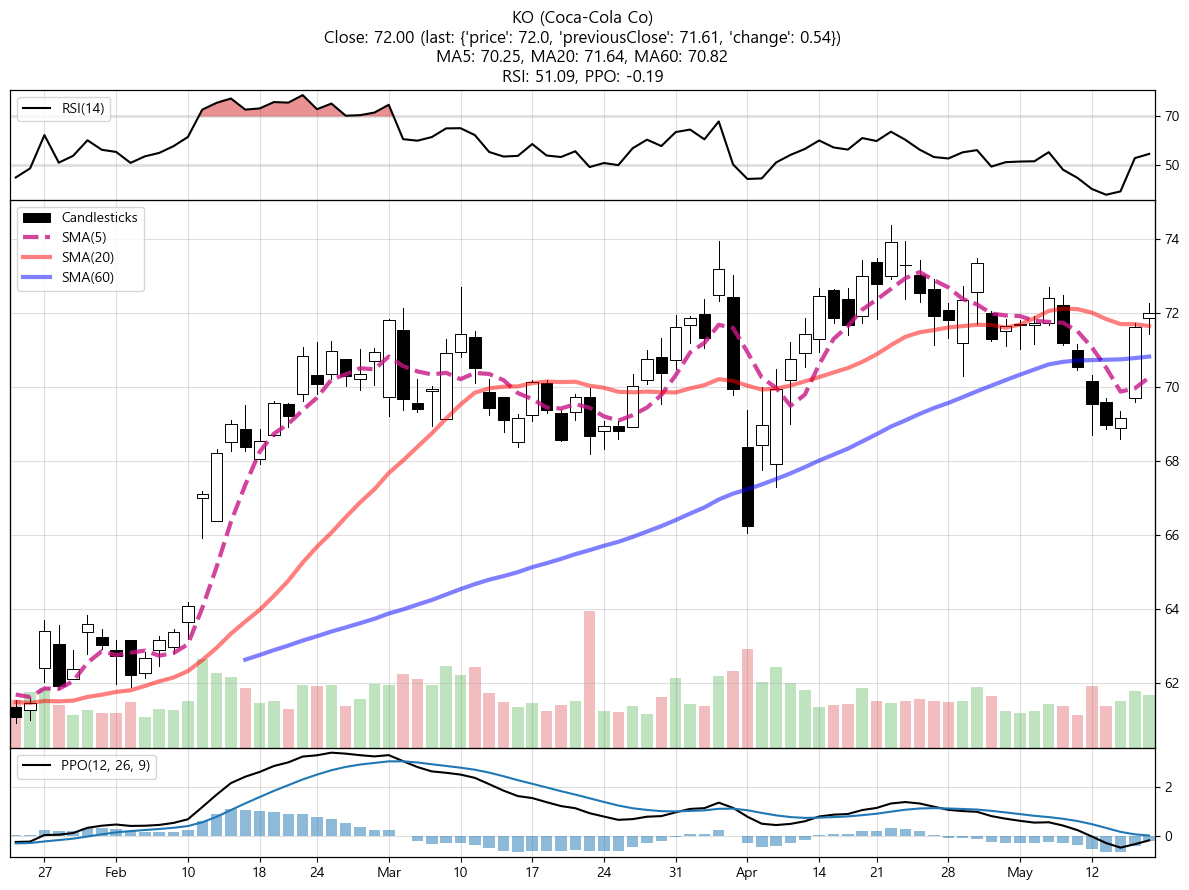 KO (Coca-Cola Co)
Close: 72.00 (last: {'price': 72.0, 'previousClose': 71.61, 'change': 0.54})
MA5: 70.25, MA20: 71.64, MA60: 70.82
RSI: 51.09, PPO: -0.19
RSI(14)
70
50
Candlesticks
SMA(5)
SMA(20)
SMA(60)
74
72
70
68
66
64
62
PPO(12, 26, 9)
2
0
27 Feb 10 18 24 Mar 10 17 24 31 Apr 14 21 28 May 12